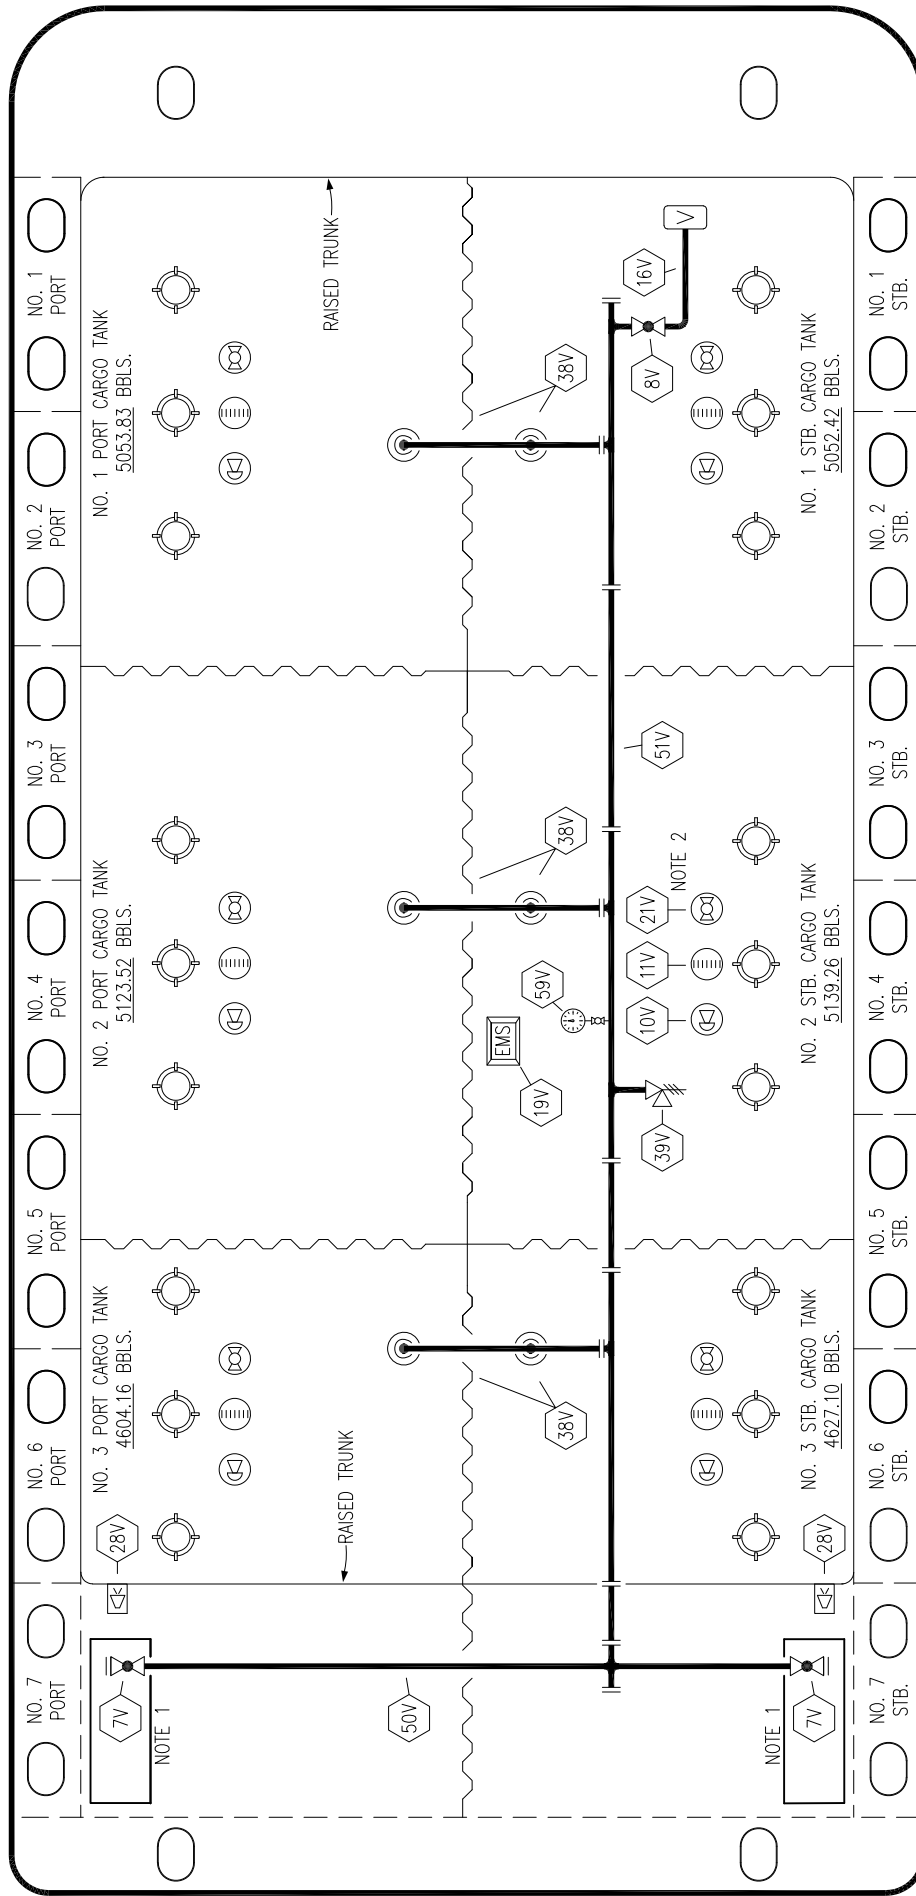 NO. 1
PORT
NO. 2
PORT
NO. 3
PORT
NO. 4
PORT
NO. 5
PORT
NO. 6
PORT
NO. 7
PORT
NO. 1 PORT CARGO TANK
5053.83 BBLS.
RAISED TRUNK
38V
16V
V
8V
NO. 1 STB. CARGO TANK
5052.42 BBLS.
NO. 2 PORT CARGO TANK
5123.52 BBLS.
38V
51V
NOTE 2
21V
11V
10V
59V
EMS
19V
39V
NO. 2 STB. CARGO TANK
5139.26 BBLS.
NO. 3 PORT CARGO TANK
4604.16 BBLS.
38V
28V
RAISED TRUNK
NO. 3 STB. CARGO TANK
4627.10 BBLS.
28V
7V
NOTE 1
50V
7V
NOTE 1
NO. 1
STB.
NO. 2
STB.
NO. 3
STB.
NO. 4
STB.
NO. 5
STB.
NO. 6
STB.
NO. 7
STB.